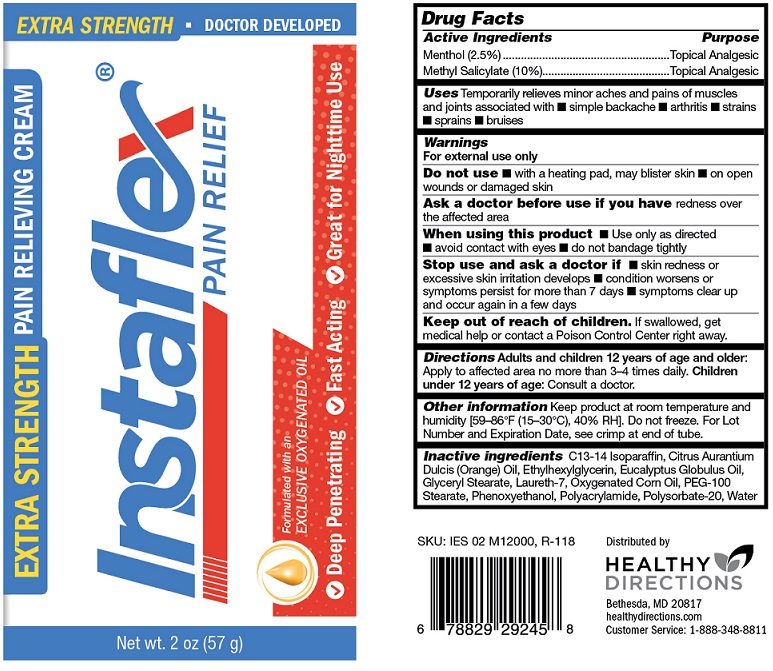 EXTRA STRENGTH ▪ DOCTOR DEVELOPED
EXTRA STRENGTH PAIN RELIEVING CREAM
Instaflex®
PAIN RELIEF
Formulated with an
EXCLUSIVE OXYGENATED OIL.
✓ Deep Penetrating ✓ Fast Acting ✓ Great for Nighttime Use
Net wt. 2 oz (57 g)
Drug Facts
Active Ingredients Purpose
Menthol (2.5%)..........Topical Analgesic
Methyl Salicylate (10%)..........Topical Analgesic
Uses Temporarily relieves minor aches and pains of muscles
and joints associated with ■ simple backache ■ arthritis ■ strains
■ sprains ■ bruises
Warnings
For external use only
Do not use ■ with a heating pad, may blister skin ■ on open
wounds or damaged skin
Ask a doctor before use if you have redness over
the affected area
When using this product ■ Use only as directed
■ avoid contact with eyes ■ do not bandage tightly
Stop use and ask a doctor if ■ skin redness or
excessive skin irritation develops ■ condition worsens or
symptoms persist for more than 7 days ■ symptoms clear up
and occur again in a few days
Keep out of reach of children. If swallowed, get
medical help or contact a Poison Control Center right away.
Directions Adults and children 12 years of age and older:
Apply to affected area no more than 3–4 times daily. Children
under 12 years of age: Consult a doctor.
Other information Keep product at room temperature and
humidity [59–86°F (15–30°C), 40% RH]. Do not freeze. For Lot
Number and Expiration Date, see crimp at end of tube.
Inactive ingredients C13-14 Isoparaffin, Citrus Aurantium
Dulcis (Orange) Oil, Ethylhexylglycerin, Eucalyptus Globulus Oil,
Glyceryl Stearate, Laureth-7, Oxygenated Corn Oil, PEG-100
Stearate, Phenoxyethanol, Polyacrylamide, Polysorbate-20, Water
SKU: IES 02 M12000, R-118
6 78829 29245 8
Distributed by
HEALTHY
DIRECTIONS
Bethesda, MD 20817
healthydirections.com
Customer Service: 1-888-348-8811